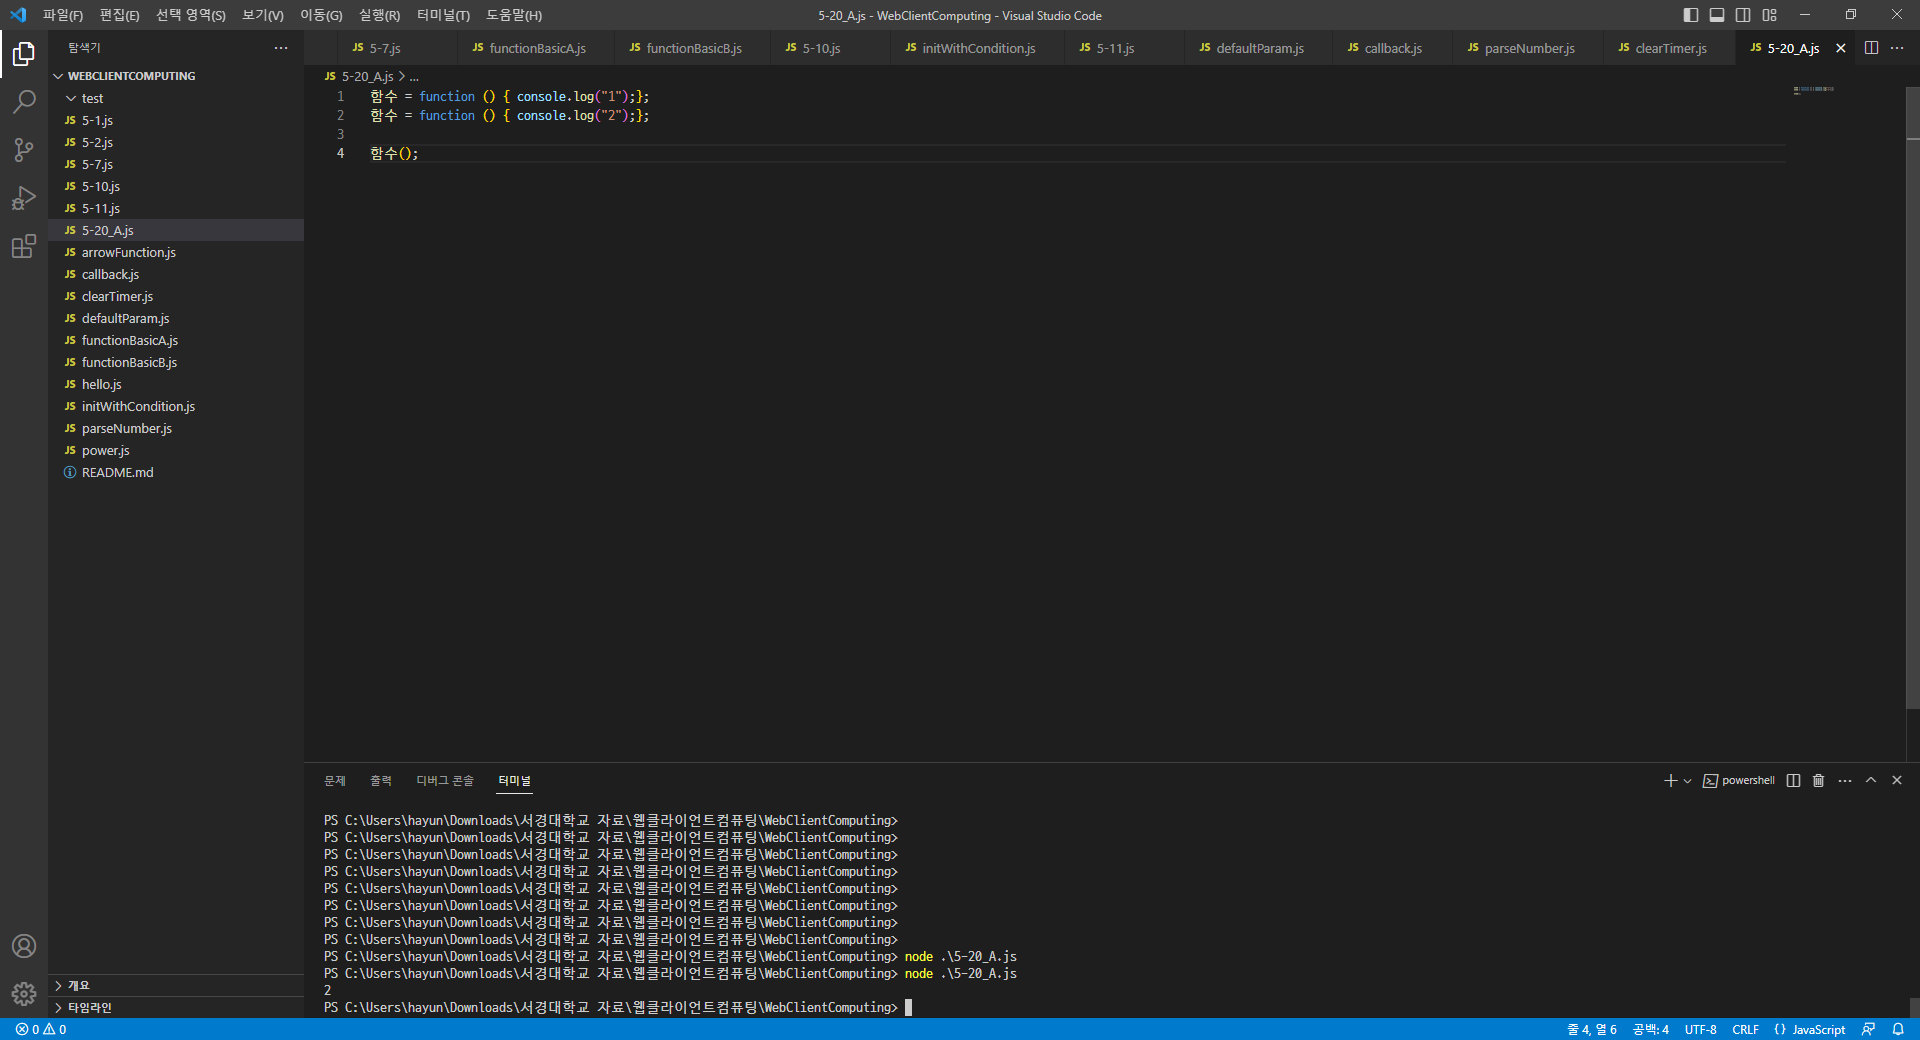 파일(F) 편집(E) 선택 영역(S) 보기(V) 이동(G) 실행(R) 터미널(T) 도움말(H) 5-20_A.js - WebClientComputing - Visual Studio Code
탐색기
JS 5-7.js JS functionBasicA.js JS functionBasicB.js JS 5-10.js JS initWithCondition.js JS 5-11.js JS defaultParam.js JS callback.js JS parseNumber.js JS clearTimer.js JS 5-20_A.js
WEBCLIENTCOMPUTING
test
JS 5-1.js
JS 5-2.js
JS 5-7.js
JS 5-10.js
JS 5-11.js
JS 5-20_A.js
JS arrowFunction.js
JS callback.js
JS clearTimer.js
JS defaultParam.js
JS functionBasicA.js
JS functionBasicB.js
JS hello.js
JS initWithCondition.js
JS parseNumber.js
JS power.js
README.md
개요
타임라인
JS 5-20_A.js > ...
1 함수 = function () { console.log("1");};
2 함수 = function () { console.log("2");};
3
4 함수();
문제 출력 디버그 콘솔 터미널 powershell
PS C:\Users\hayun\Downloads\서경대학교 자료\웹클라이언트컴퓨팅\WebClientComputing>
PS C:\Users\hayun\Downloads\서경대학교 자료\웹클라이언트컴퓨팅\WebClientComputing>
PS C:\Users\hayun\Downloads\서경대학교 자료\웹클라이언트컴퓨팅\WebClientComputing>
PS C:\Users\hayun\Downloads\서경대학교 자료\웹클라이언트컴퓨팅\WebClientComputing>
PS C:\Users\hayun\Downloads\서경대학교 자료\웹클라이언트컴퓨팅\WebClientComputing>
PS C:\Users\hayun\Downloads\서경대학교 자료\웹클라이언트컴퓨팅\WebClientComputing>
PS C:\Users\hayun\Downloads\서경대학교 자료\웹클라이언트컴퓨팅\WebClientComputing>
PS C:\Users\hayun\Downloads\서경대학교 자료\웹클라이언트컴퓨팅\WebClientComputing>
PS C:\Users\hayun\Downloads\서경대학교 자료\웹클라이언트컴퓨팅\WebClientComputing> node .\5-20_A.js
PS C:\Users\hayun\Downloads\서경대학교 자료\웹클라이언트컴퓨팅\WebClientComputing> node .\5-20_A.js
2
PS C:\Users\hayun\Downloads\서경대학교 자료\웹클라이언트컴퓨팅\WebClientComputing>
0 0 줄 4, 열 6 공백: 4 UTF-8 CRLF {} JavaScript